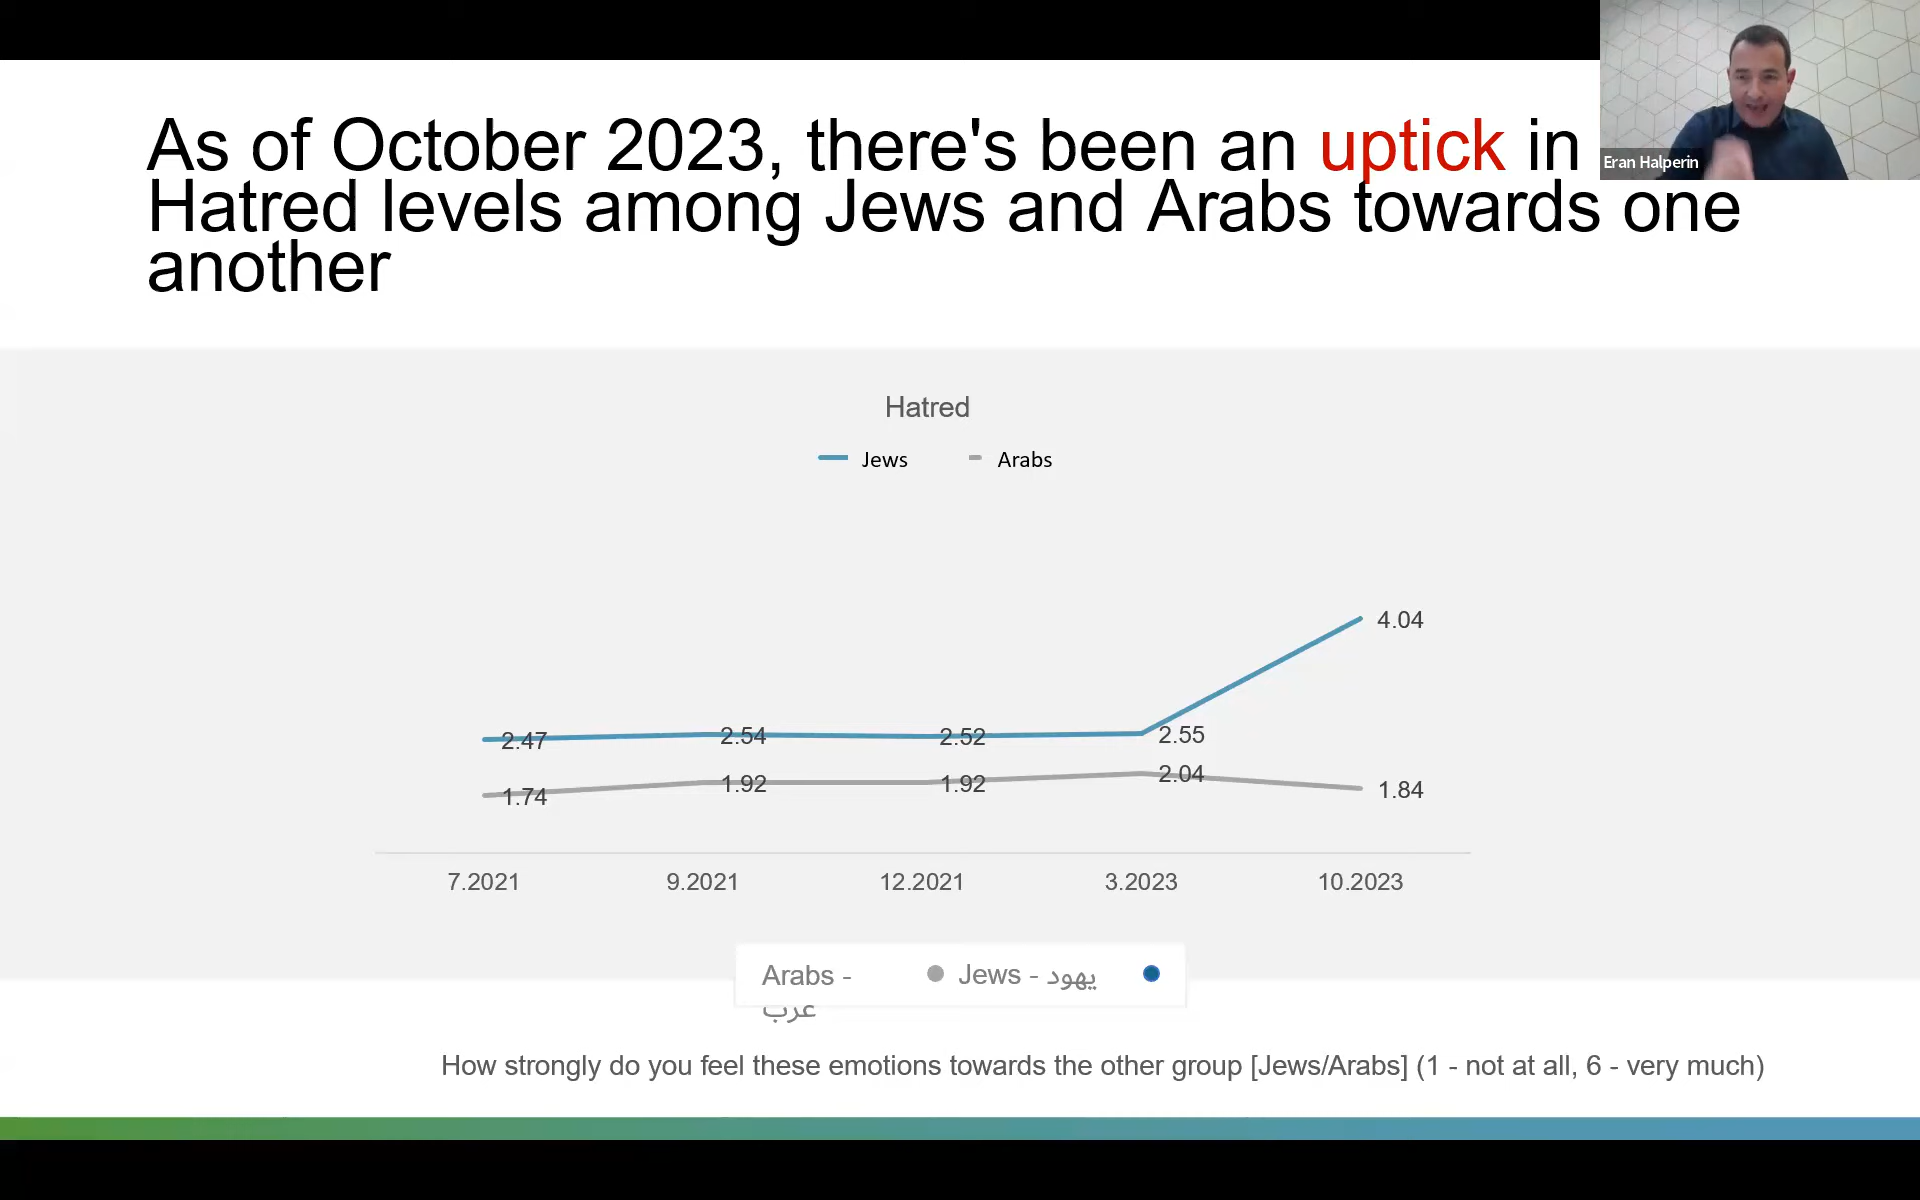 As of October 2023, there's been an uptick in
Hatred levels among Jews and Arabs towards one
another
Eran Halperin
Hatred
Jews Arabs
4.04
2.47 2.54 2.52 2.55
1.74 1.92 1.92 2.04 1.84
7.2021 9.2021 12.2021 3.2023 10.2023
Arabs - Jews - يهود
عرب
How strongly do you feel these emotions towards the other group [Jews/Arabs] (1 - not at all, 6 - very much)